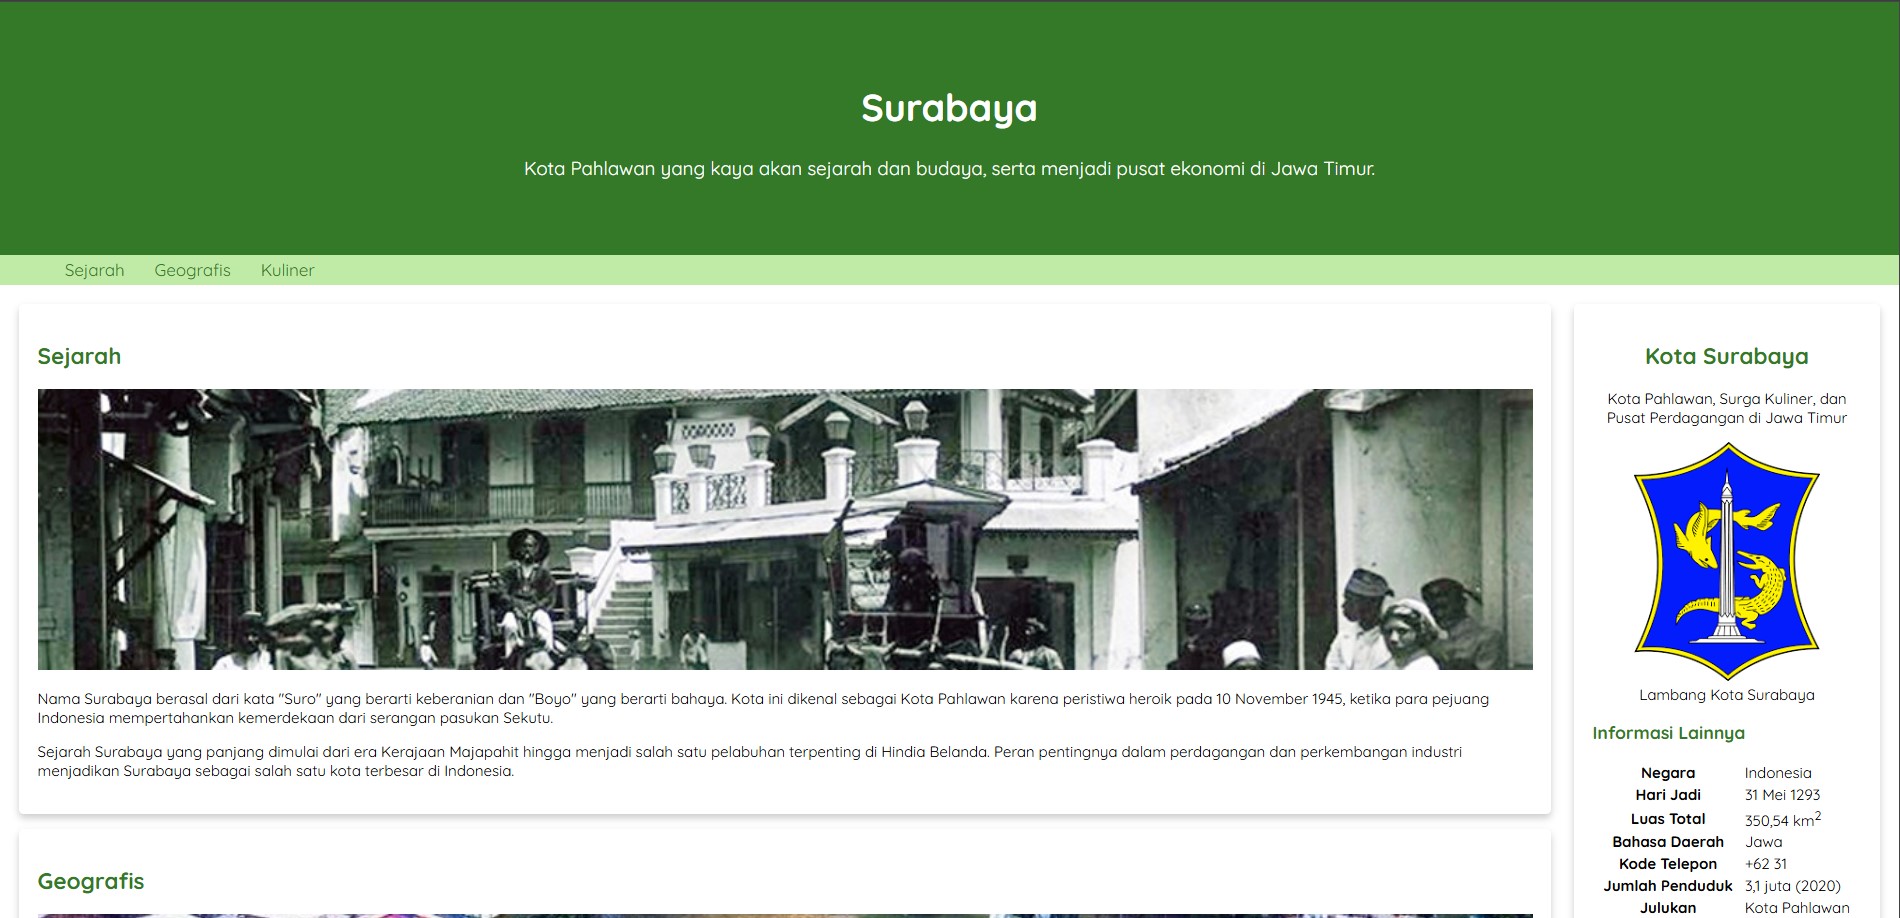 Surabaya
Kota Pahlawan yang kaya akan sejarah dan budaya, serta menjadi pusat ekonomi di Jawa Timur.
Sejarah
Geografis
Kuliner
Sejarah
Nama Surabaya berasal dari kata "Suro" yang berarti keberanian dan "Boyo" yang berarti bahaya. Kota ini dikenal sebagai Kota Pahlawan karena peristiwa heroik pada 10 November 1945, ketika para pejuang
Indonesia mempertahankan kemerdekaan dari serangan pasukan Sekutu.
Sejarah Surabaya yang panjang dimulai dari era Kerajaan Majapahit hingga menjadi salah satu pelabuhan terpenting di Hindia Belanda. Peran pentingnya dalam perdagangan dan perkembangan industri
menjadikan Surabaya sebagai salah satu kota terbesar di Indonesia.
Geografis
Kota Surabaya
Kota Pahlawan, Surga Kuliner, dan
Pusat Perdagangan di Jawa Timur
Lambang Kota Surabaya
Informasi Lainnya
Negara Indonesia
Hari Jadi 31 Mei 1293
Luas Total 350,54 km²
Bahasa Daerah Jawa
Kode Telepon +62 31
Jumlah Penduduk 3,1 juta (2020)
Julukan Kota Pahlawan